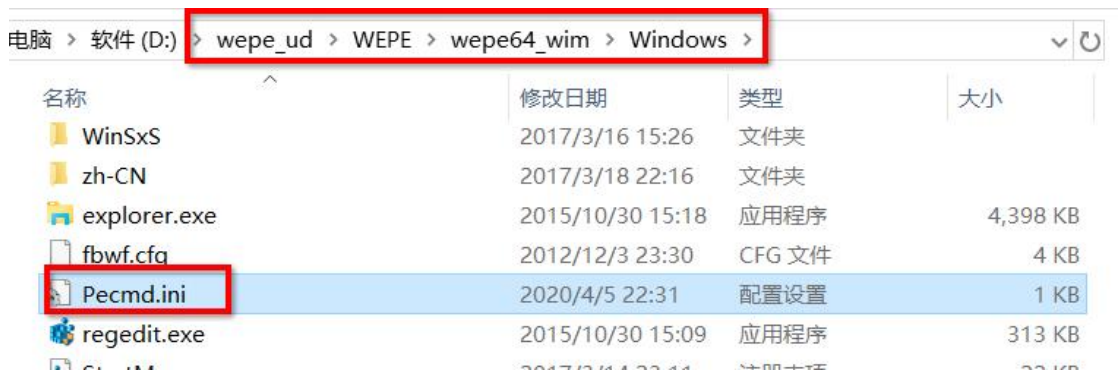 电脑 > 软件 (D:) > wepe_ud > WEPE > wepe64_wim > Windows >
名称 修改日期 类型 大小
WinSxS 2017/3/16 15:26 文件夹
zh-CN 2017/3/18 22:16 文件夹
explorer.exe 2015/10/30 15:18 应用程序 4,398 KB
fbwf.cfg 2012/12/3 23:30 CFG 文件 4 KB
Pecmd.ini 2020/4/5 22:31 配置设置 1 KB
regedit.exe 2015/10/30 15:09 应用程序 313 KB